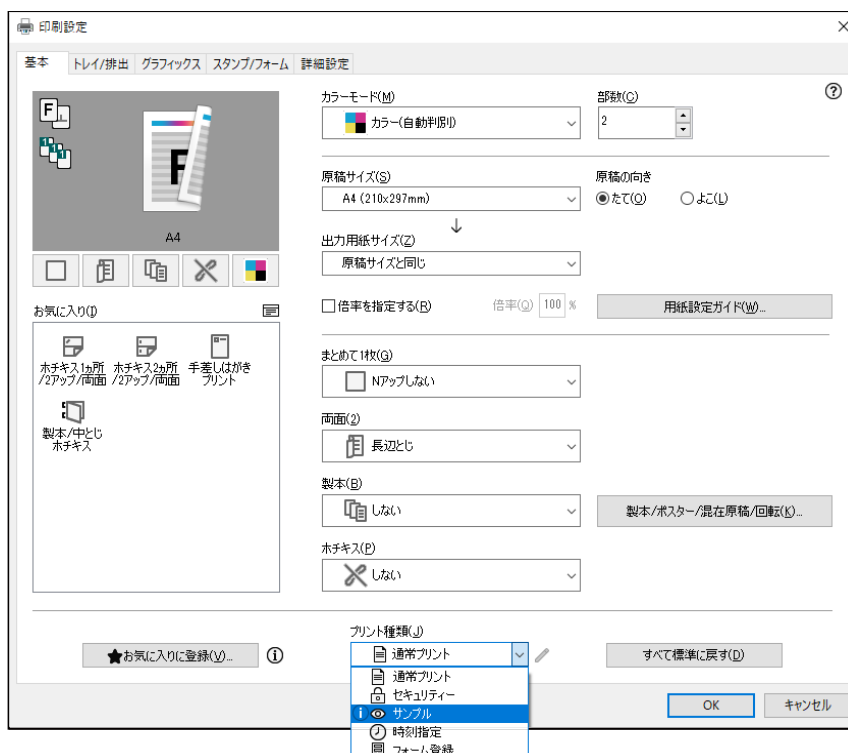 印刷設定
基本 トレイ/排出 グラフィックス スタンプ/フォーム 詳細設定
A4
お気に入り(I)
ホチキス1ヵ所
/2アップ/両面
ホチキス2ヵ所
/2アップ/両面
手差しはがき
プリント
製本/中とじ
ホチキス
カラーモード(M)
カラー(自動判別)
部数(C)
2
原稿サイズ(S)
A4 (210x297mm)
原稿の向き
たて(O) よこ(L)
↓
出力用紙サイズ(Z)
原稿サイズと同じ
倍率を指定する(R) 倍率(Q) 100 %
用紙設定ガイド(W)...
まとめて1枚(G)
Nアップしない
両面(2)
長辺とじ
製本(B)
しない
製本/ポスター/混在原稿/回転(K)...
ホチキス(P)
しない
プリント種類(J)
★お気に入りに登録(V)...
通常プリント
すべて標準に戻す(D)
通常プリント
セキュリティー
サンプル
時刻指定
フォーム登録
OK キャンセル